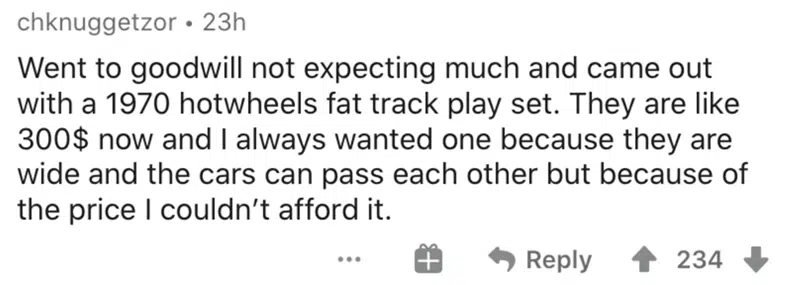 chknuggetzor • 23h
Went to goodwill not expecting much and came out
with a 1970 hotwheels fat track play set. They are like
300$ now and I always wanted one because they are
wide and the cars can pass each other but because of
the price I couldn't afford it.
... Reply 234